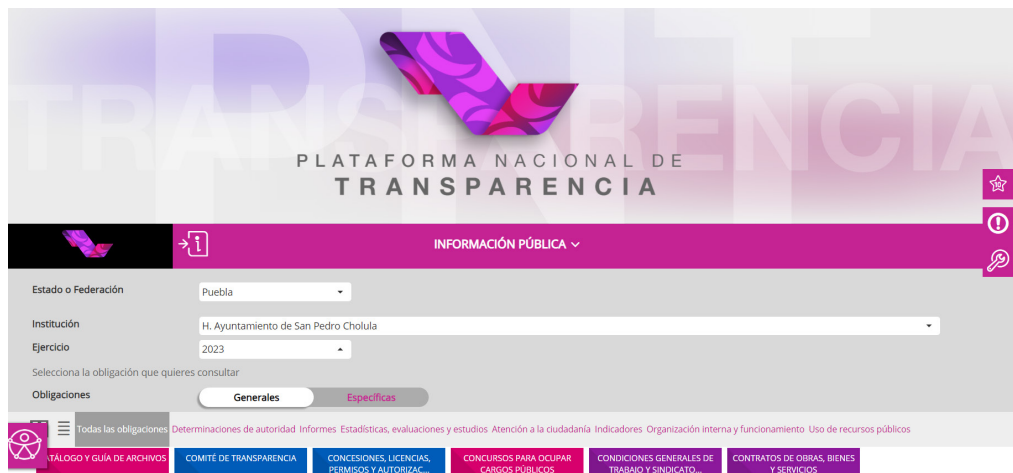 PNT
TRANSPARENCIA
PLATAFORMA NACIONAL DE
TRANSPARENCIA
10
INFORMACIÓN PÚBLICA
Estado o Federación
Puebla
Institución
H. Ayuntamiento de San Pedro Cholula
Ejercicio
2023
Selecciona la obligación que quieres consultar
Obligaciones
Generales
Específicas
Todas las obligaciones Determinaciones de autoridad Informes Estadísticas, evaluaciones y estudios Atención a la ciudadanía Indicadores Organización interna y funcionamiento Uso de recursos públicos
ATÁLOGO Y GUÍA DE ARCHIVOS
COMITÉ DE TRANSPARENCIA
CONCESIONES, LICENCIAS,
PERMISOS Y AUTORIZAC...
CONCURSOS PARA OCUPAR
CARGOS PÚBLICOS
CONDICIONES GENERALES DE
TRABAJO Y SINDICATO...
CONTRATOS DE OBRAS, BIENES
Y SERVICIOS